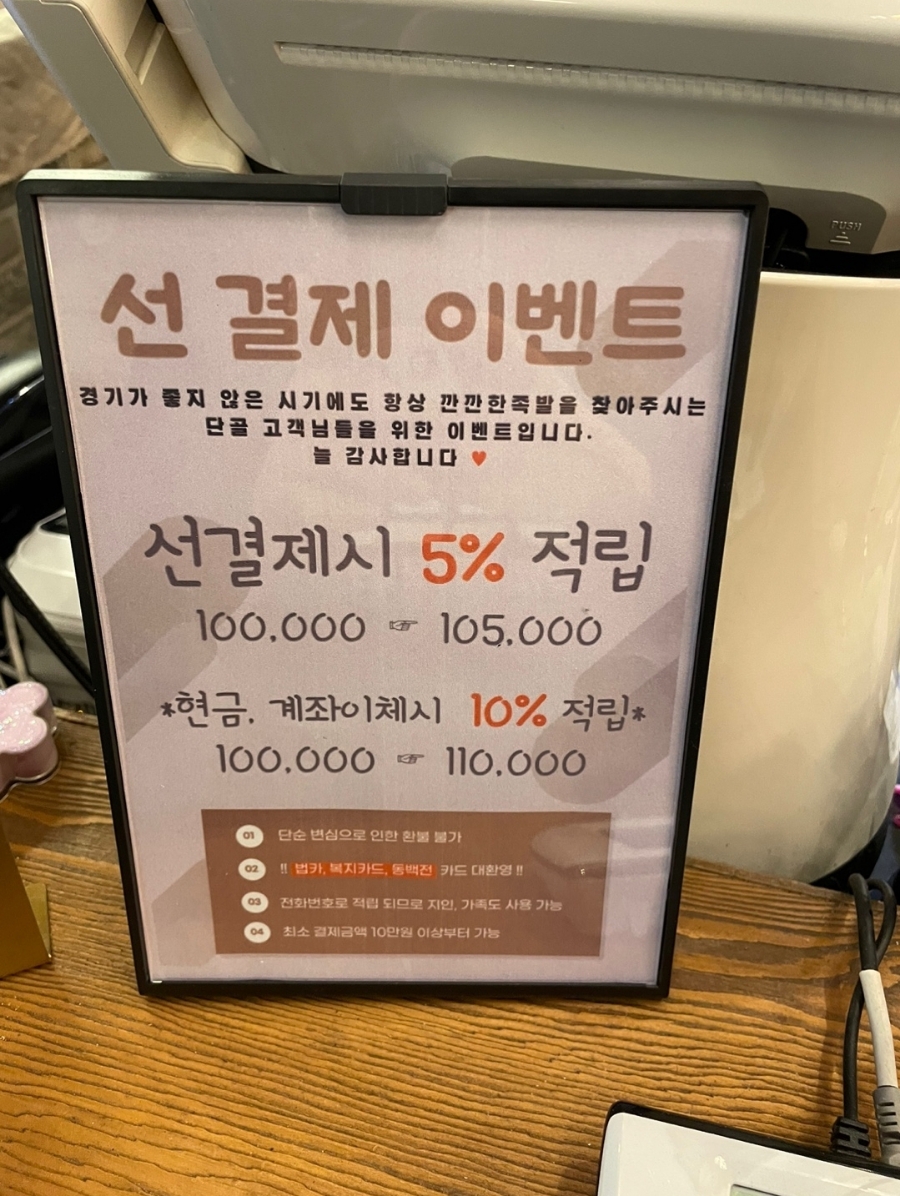 PUSH
선 결제 이벤트
경기가 좋지 않은 시기에도 항상 깐깐한족발을 찾아주시는
단골 고객님들을 위한 이벤트입니다.
늘 감사합니다 ♥
선결제시 5% 적립
100,000 ☞ 105,000
*현금, 계좌이체시 10% 적립*
100,000 ☞ 110,000
01 단순 변심으로 인한 환불 불가
02 !! 법카, 복지카드, 동백전 카드 대환영 !!
03 전화번호로 적립 되므로 지인, 가족도 사용 가능
04 최소 결제금액 10만원 이상부터 가능